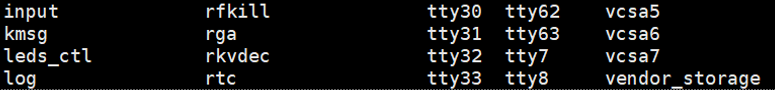 input rfkill tty30 tty62 vcsa5
kmsg rga tty31 tty63 vcsa6
leds_ctl rkvdec tty32 tty7 vcsa7
log rtc tty33 tty8 vendor_storage